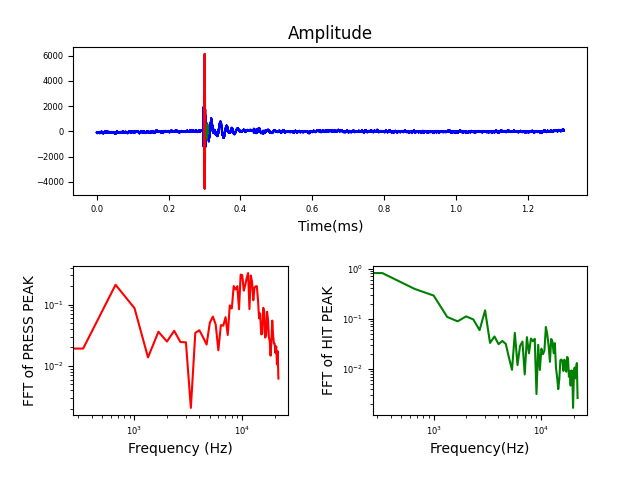 Amplitude
6000
4000
2000
0
−2000
−4000
0.0 0.2 0.4 0.6 0.8 1.0 1.2
Time(ms)
FFT of PRESS PEAK
10⁻¹
10⁻²
10³ 10⁴
Frequency (Hz)
FFT of HIT PEAK
10⁰
10⁻¹
10⁻²
10³ 10⁴
Frequency(Hz)